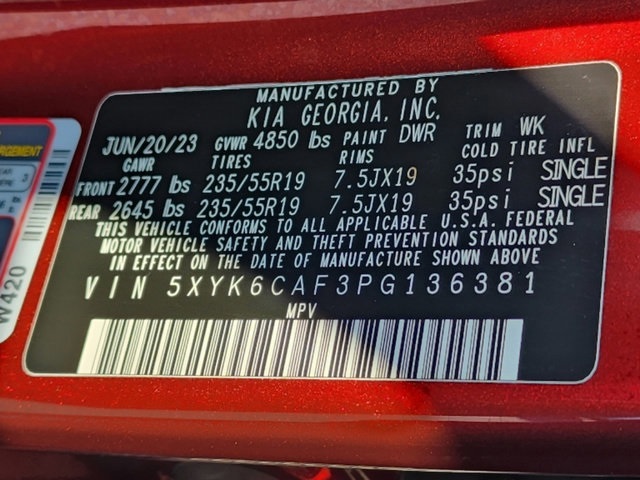 MANUFACTURED BY
KIA GEORGIA, INC.
JUN/20/23 GVWR 4850 lbs PAINT DWR TRIM WK
GAWR TIRES RIMS COLD TIRE INFL
FRONT 2777 lbs 235/55R19 7.5JX19 35psi SINGLE
REAR 2645 lbs 235/55R19 7.5JX19 35psi SINGLE
THIS VEHICLE CONFORMS TO ALL APPLICABLE U.S.A. FEDERAL
MOTOR VEHICLE SAFETY AND THEFT PREVENTION STANDARDS
IN EFFECT ON THE DATE OF MANUFACTURE SHOWN ABOVE
VIN 5XYK6CAF3PG136381
MPV
W420